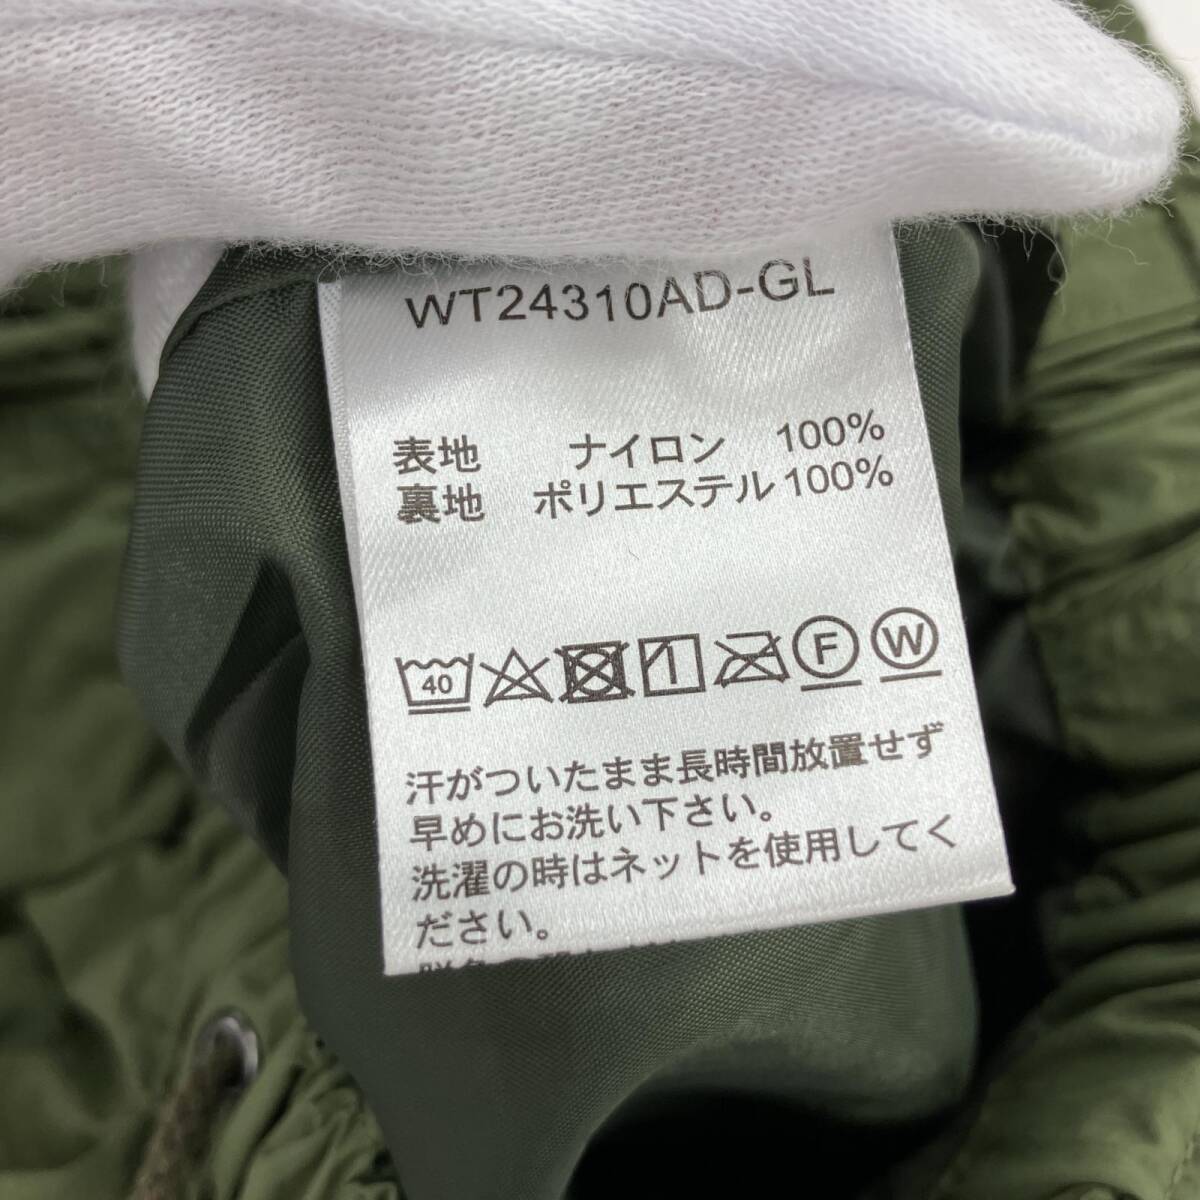 WT24310AD-GL
表地 ナイロン 100%
裏地 ポリエステル 100%
40 F W
汗がついたまま長時間放置せず
早めにお洗い下さい。
洗濯の時はネットを使用してく
ださい。